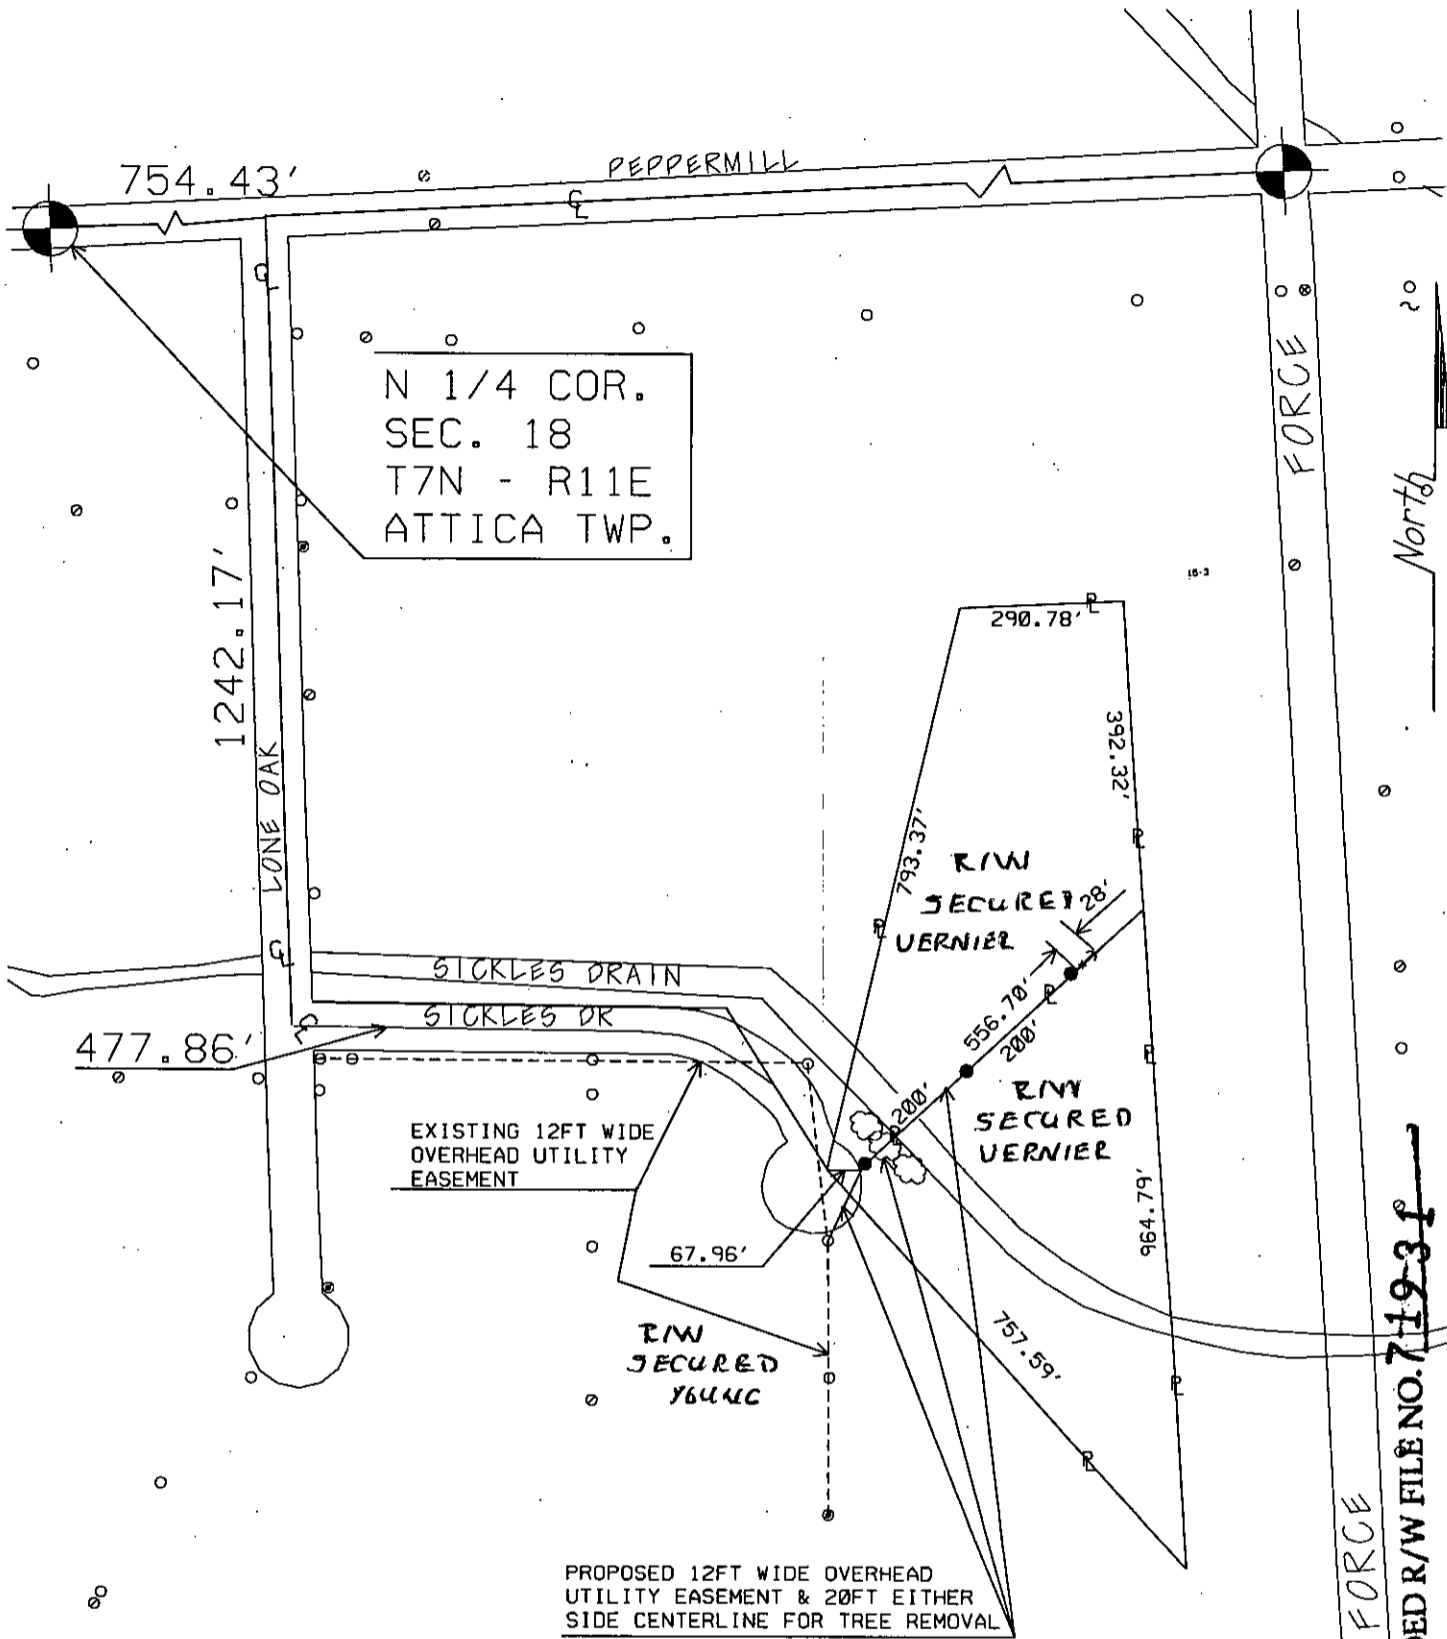 754.43'
PEPPERMILL
N 1/4 COR.
SEC. 18
T7N - R11E
ATTICA TWP.
FORCE
North
1242.17'
LONE OAK
290.78'
392.32'
793.37'
R/W
SECURED
VERNIER
28'
556.70'
200'
SICKLES DRAIN
SICKLES DR
477.86'
200'
R/W
SECURED
VERNIER
EXISTING 12FT WIDE
OVERHEAD UTILITY
EASEMENT
964.79'
67.96'
R/W
SECURED
YOUNG
757.59'
PROPOSED 12FT WIDE OVERHEAD
UTILITY EASEMENT & 20FT EITHER
SIDE CENTERLINE FOR TREE REMOVAL
FORCE
DED R/W FILE NO.